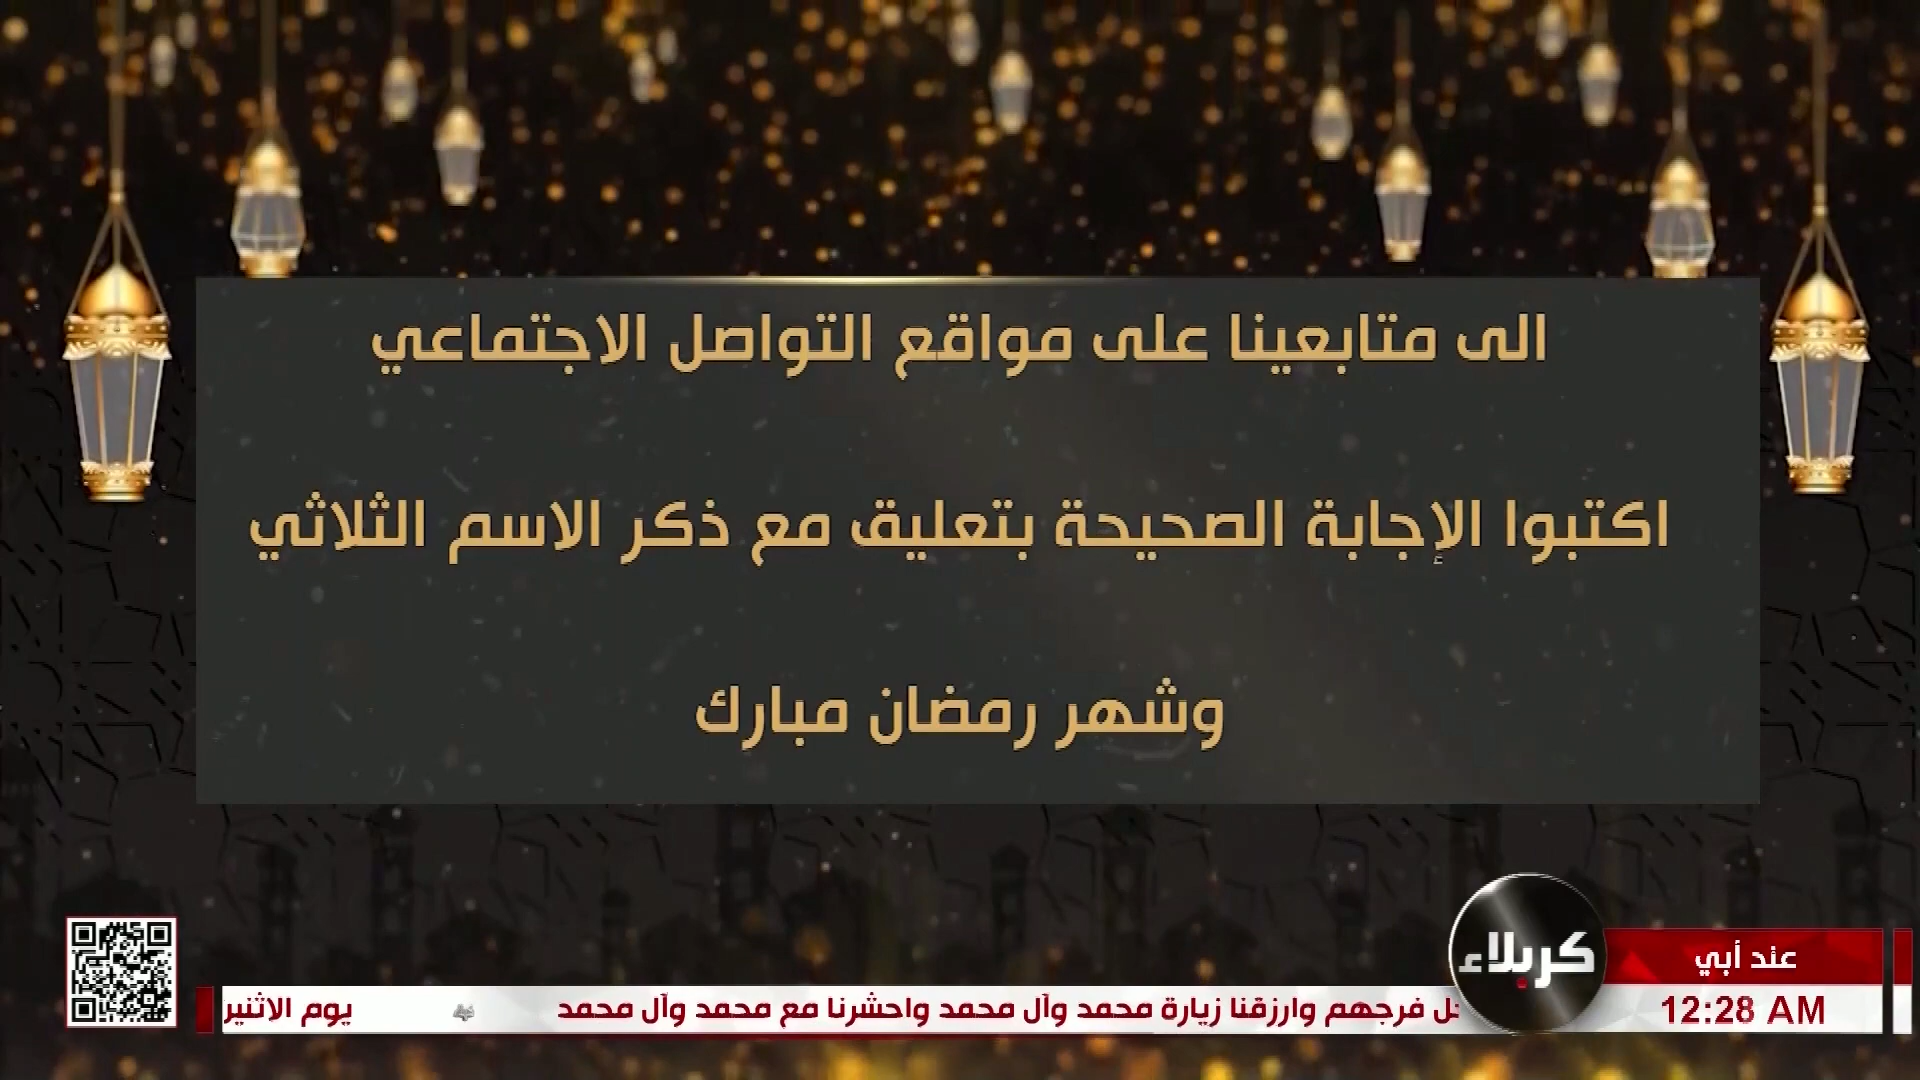 الى متابعينا على مواقع التواصل الاجتماعي
اكتبوا الإجابة الصحيحة بتعليق مع ذكر الاسم الثلاثي
وشهر رمضان مبارك
كربلاء
عند أبي
فرجهم وارزقنا زيارة محمد وآل محمد واحشرنا مع محمد وآل محمد
يوم
12:28 AM